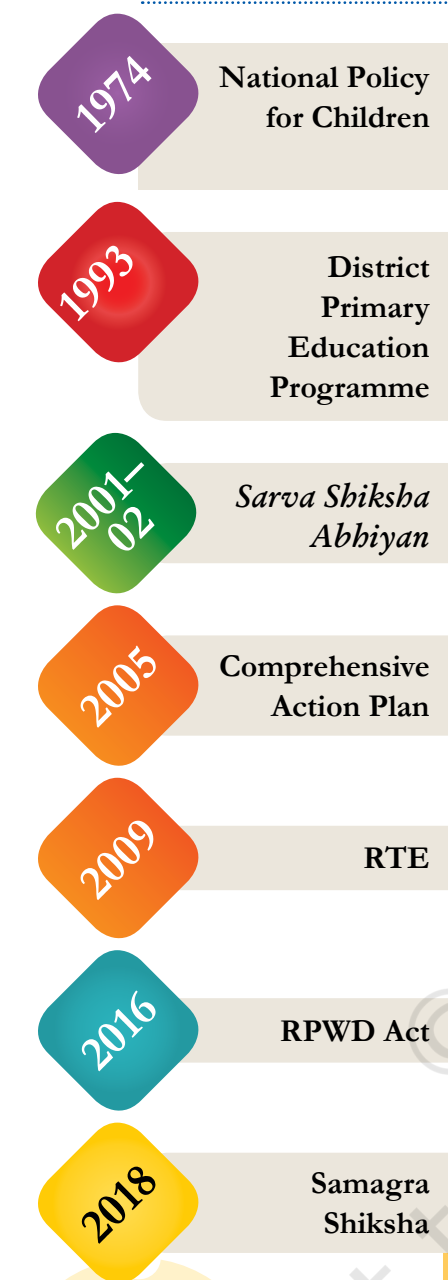 1974
National Policy
for Children
1993
District
Primary
Education
Programme
2001–
02
Sarva Shiksha
Abhiyan
2005
Comprehensive
Action Plan
2009
RTE
2016
RPWD Act
2018
Samagra
Shiksha